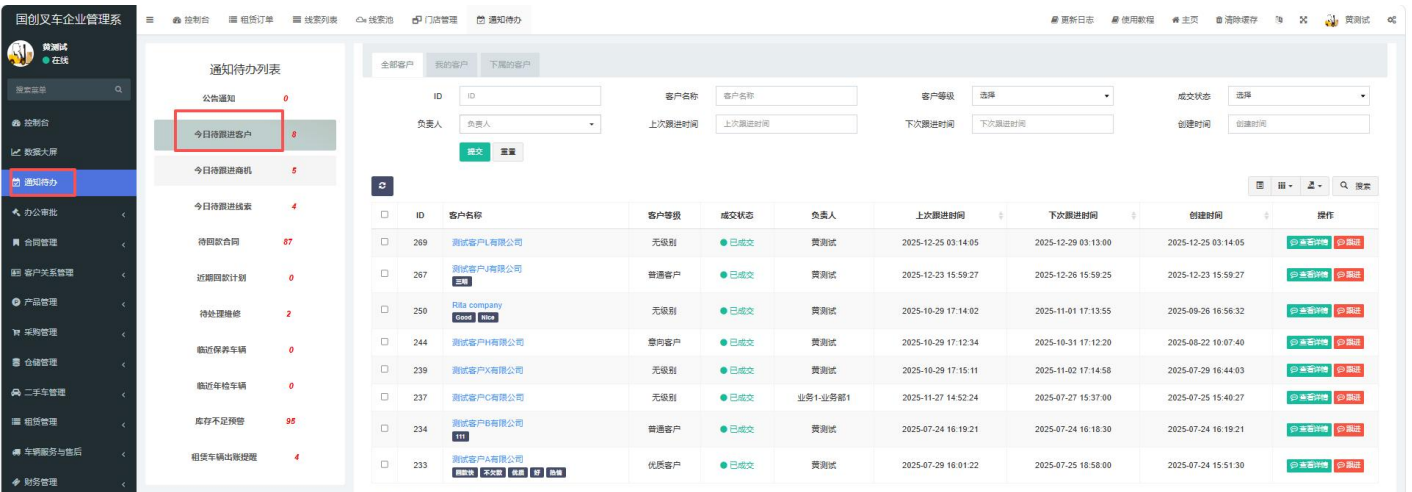 国创叉车企业管理系
控制台 租赁订单 线索列表 线索池 门店管理 通知待办 更新日志 使用教程 主页 清除缓存 黄测试
黄测试
在线
搜索菜单
控制台
数据大屏
通知待办
办公审批
合同管理
客户关系管理
产品管理
采购管理
仓储管理
二手车管理
租赁管理
车辆服务与售后
财务管理
通知待办列表
公告通知 0
今日待跟进客户 8
今日待跟进商机 5
今日待跟进线索 4
待回款合同 87
近期回款计划 0
待处理维修 2
临近保养车辆 0
临近年检车辆 0
库存不足预警 95
租赁车辆出账提醒 4
全部客户 我的客户 下属的客户
ID ID 客户名称 客户名称 客户等级 选择 成交状态 选择
负责人 负责人 上次跟进时间 上次跟进时间 下次跟进时间 下次跟进时间 创建时间 创建时间
提交 重置
搜索
ID 客户名称 客户等级 成交状态 负责人 上次跟进时间 下次跟进时间 创建时间 操作
269 测试客户L有限公司 无级别 已成交 黄测试 2025-12-25 03:14:05 2025-12-29 03:13:00 2025-12-25 03:14:05 查看详情 跟进
267 测试客户J有限公司 普通客户 已成交 黄测试 2025-12-23 15:59:27 2025-12-26 15:59:25 2025-12-23 15:59:27 查看详情 跟进
250 Rita company 无级别 已成交 黄测试 2025-10-29 17:14:02 2025-11-01 17:13:55 2025-09-26 16:56:32 查看详情 跟进
Good Nice
244 测试客户H有限公司 意向客户 已成交 黄测试 2025-10-29 17:12:34 2025-10-31 17:12:20 2025-08-22 10:07:40 查看详情 跟进
239 测试客户X有限公司 无级别 已成交 黄测试 2025-10-29 17:15:11 2025-11-02 17:14:58 2025-07-29 16:44:03 查看详情 跟进
237 测试客户C有限公司 无级别 已成交 业务1-业务部1 2025-11-27 14:52:24 2025-07-27 15:37:00 2025-07-25 15:40:27 查看详情 跟进
234 测试客户B有限公司 普通客户 已成交 黄测试 2025-07-24 16:19:21 2025-07-24 16:18:30 2025-07-24 16:19:21 查看详情 跟进
111
233 测试客户A有限公司 优质客户 已成交 黄测试 2025-07-29 16:01:22 2025-07-25 18:58:00 2025-07-24 15:51:30 查看详情 跟进
回款快 不欠款 优质 好 热情